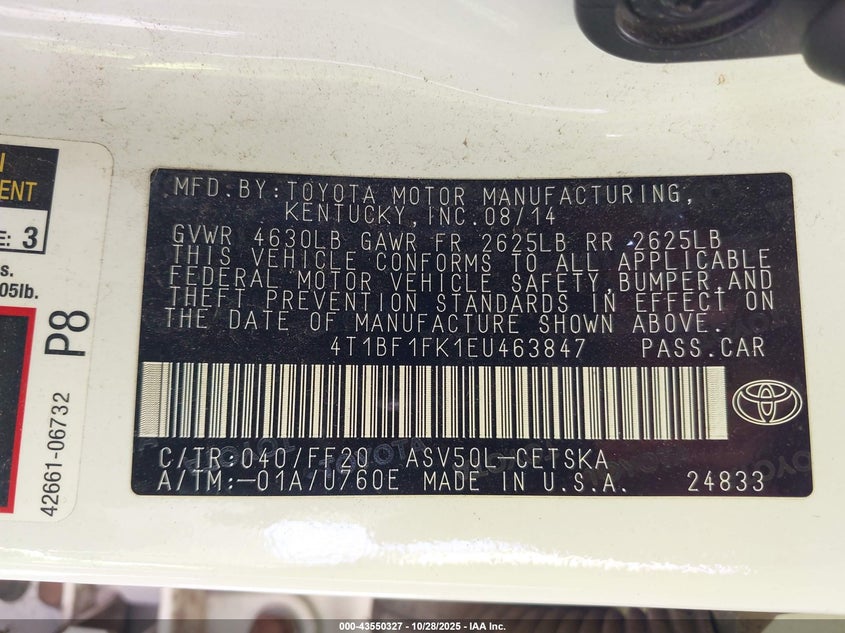 MFD.BY:TOYOTA MOTOR MANUFACTURING,
KENTUCKY,INC.08/14
GVWR 4630LB GAWR FR 2625LB RR 2625LB
THIS VEHICLE CONFORMS TO ALL APPLICABLE
FEDERAL MOTOR VEHICLE SAFETY,BUMPER,AND
THEFT PREVENTION STANDARDS IN EFFECT ON
THE DATE OF MANUFACTURE SHOWN ABOVE.
4T1BF1FK1EU463847 PASS.CAR
C/TR:040/FF20 ASV50L-CETSKA
A/TM:-01A/U760E MADE IN U.S.A. 24833
: 3
05lb.
P8
42661-06732
000-43550327 - 10/28/2025 - IAA Inc.